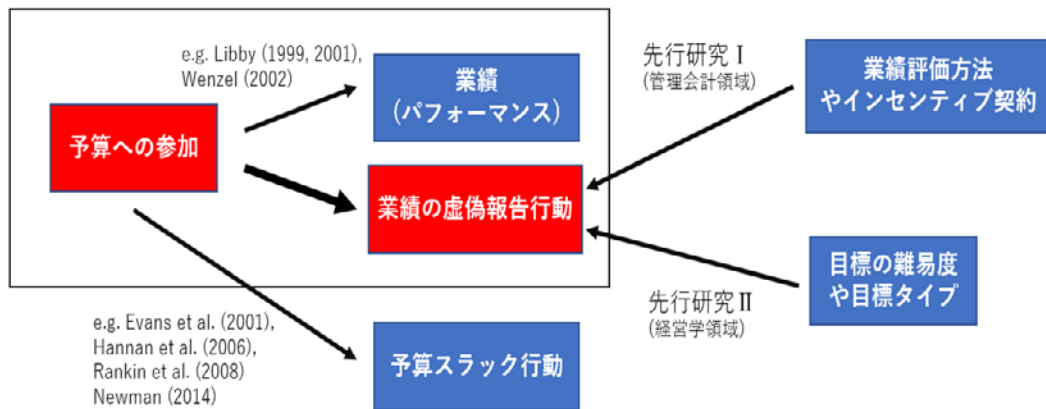 e.g. Libby (1999, 2001),
Wenzel (2002)
業績
(パフォーマンス)
予算への参加
業績の虚偽報告行動
先行研究Ⅰ
(管理会計領域)
業績評価方法
やインセンティブ契約
目標の難易度
や目標タイプ
先行研究Ⅱ
(経営学領域)
e.g. Evans et al. (2001),
Hannan et al. (2006),
Rankin et al. (2008)
Newman (2014)
予算スラック行動